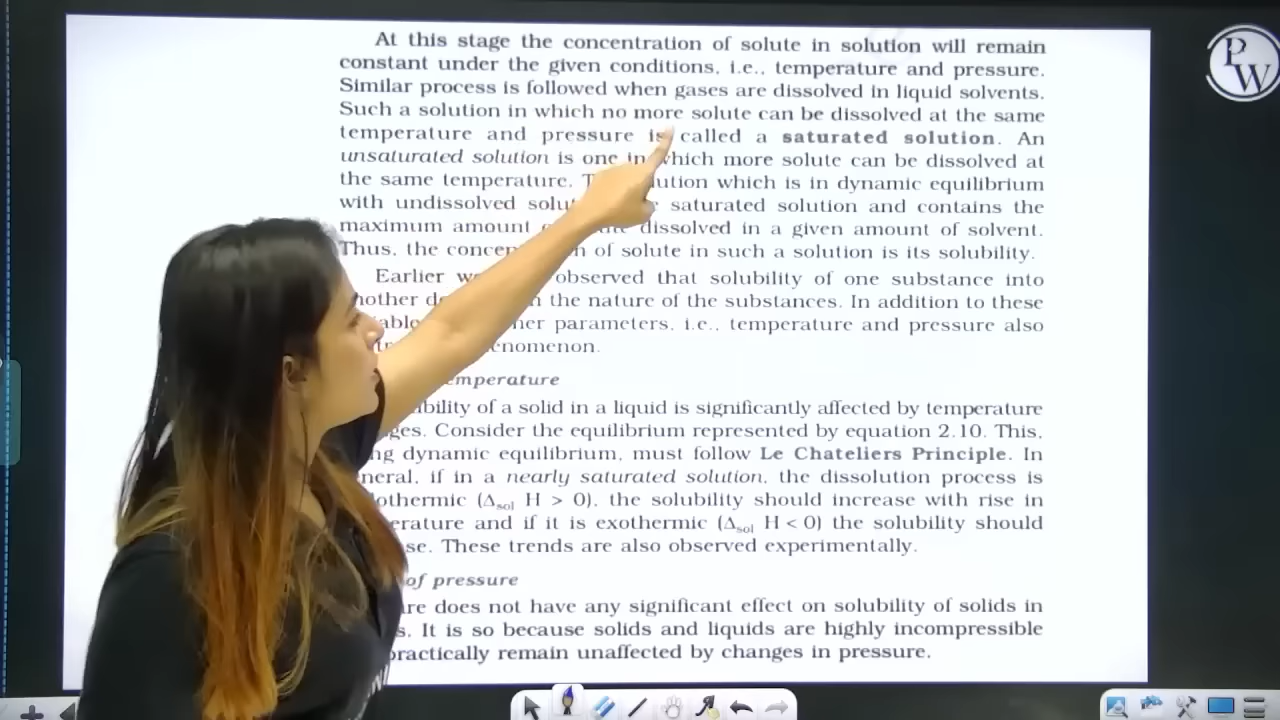 At this stage the concentration of solute in solution will remain
constant under the given conditions, i.e., temperature and pressure.
Similar process is followed when gases are dissolved in liquid solvents.
Such a solution in which no more solute can be dissolved at the same
temperature and pressure is called a saturated solution. An
unsaturated solution is one in which more solute can be dissolved at
the same temperature. ution which is in dynamic equilibrium
with undissolved solut saturated solution and contains the
maximum amount dissolved in a given amount of solvent.
Thus, the concen n of solute in such a solution is its solubility.
Earlier observed that solubility of one substance into
nother de the nature of the substances. In addition to these
able her parameters, i.e., temperature and pressure also
enomenon.
emperature
bility of a solid in a liquid is significantly affected by temperature
ges. Consider the equilibrium represented by equation 2.10. This,
ng dynamic equilibrium, must follow Le Chateliers Principle. In
neral, if in a nearly saturated solution, the dissolution process is
othermic (Δsol H > 0), the solubility should increase with rise in
erature and if it is exothermic (Δsol H < 0) the solubility should
se. These trends are also observed experimentally.
of pressure
re does not have any significant effect on solubility of solids in
s. It is so because solids and liquids are highly incompressible
practically remain unaffected by changes in pressure.
PW